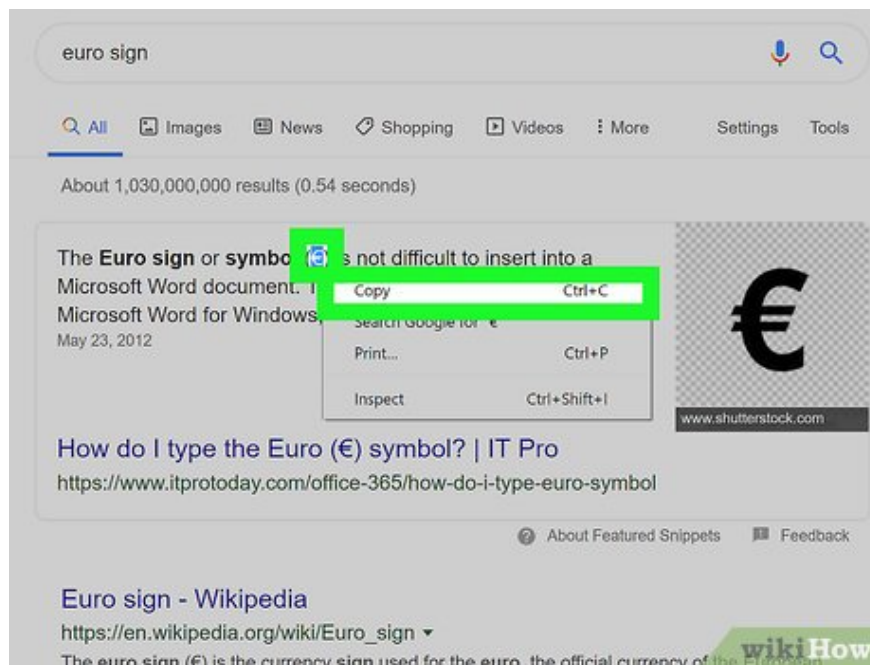 euro sign
All Images News Shopping Videos More Settings Tools
About 1,030,000,000 results (0.54 seconds)
The Euro sign or symbo (€) s not difficult to insert into a
Microsoft Word document.
Copy Ctrl+C
Microsoft Word for Windows,
Search Google for "€"
May 23, 2012
Print... Ctrl+P
Inspect Ctrl+Shift+I
€
www.shutterstock.com
How do I type the Euro (€) symbol? | IT Pro
https://www.itprotoday.com/office-365/how-do-i-type-euro-symbol
About Featured Snippets Feedback
Euro sign - Wikipedia
https://en.wikipedia.org/wiki/Euro_sign
The euro sign (€) is the currency sign used for the euro, the official currency of the
wikiHow